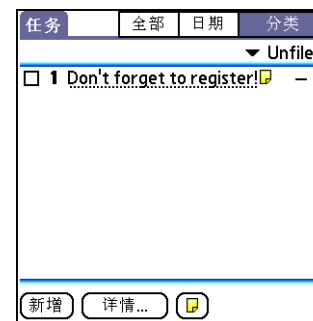 任务 全部 日期 分类
Unfile
1 Don't forget to register! –
新增 详情...